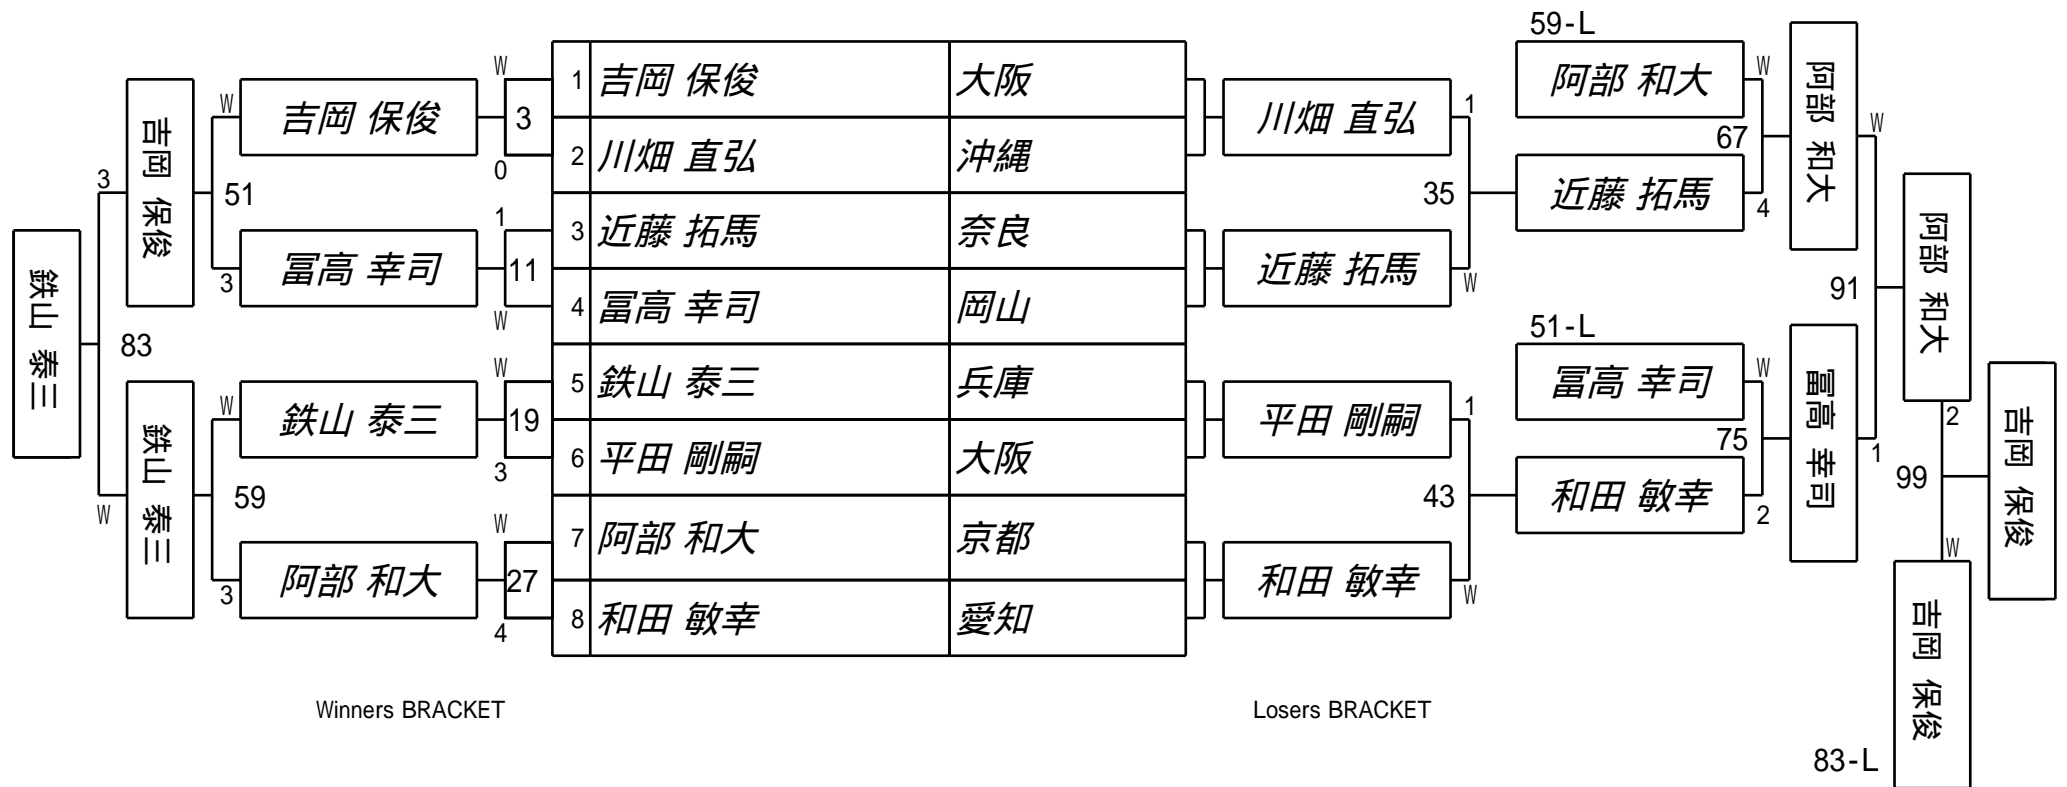 59-L
W
1 吉岡 保俊 大阪
吉岡 保俊
W
吉岡 保俊
3
0
2 川畑 直弘 沖縄
川畑 直弘
1
阿部 和大
W
67
阿部 和大
W
3
51
冨高 幸司
3
1
11
W
3 近藤 拓馬 奈良
近藤 拓馬
W
35
近藤 拓馬
4
4 冨高 幸司 岡山
鉄山 泰三
83
91
阿部 和大
2
51-L
W
5 鉄山 泰三 兵庫
鉄山 泰三
W
鉄山 泰三
19
3
6 平田 剛嗣 大阪
平田 剛嗣
1
冨高 幸司
W
75
冨高 幸司
1
吉岡 保俊
W
59
阿部 和大
3
W
27
4
7 阿部 和大 京都
和田 敏幸
W
43
和田 敏幸
2
99
W
8 和田 敏幸 愛知
吉岡 保俊
Winners BRACKET
Losers BRACKET
83-L